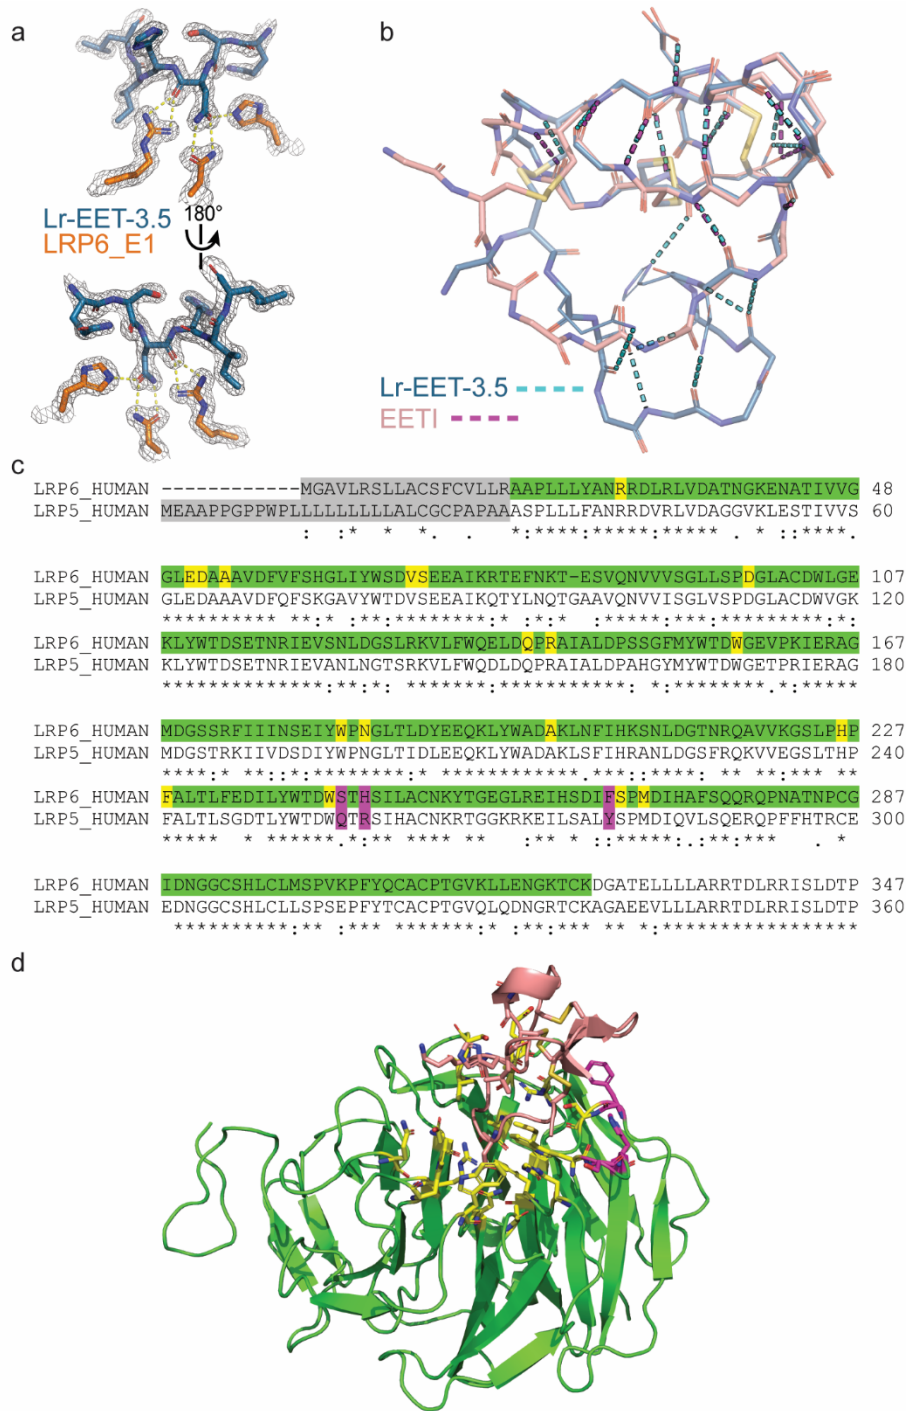 a
b
Lr-EET-3.5
LRP6_E1
180°
Lr-EET-3.5
EETI
c
LRP6_HUMAN ------------MGAVLRSLLACSFCVLLRAAPLLLYANRRDLRLVDATNGKENATIVVG 48
LRP5_HUMAN MEAAPPGPPWPLLLLLLLLLALCGCPAPAAASPLLLFANRRDVRLVDAGGVKLESTIVVS 60
: : * * . . :****:*****:***** . * *:****.
LRP6_HUMAN GLEDAAAVDFVFSHGLIYWSDVSEEAIKRTEFNKT-ESVQNVVVSGLLSPDGLACDWLGE 107
LRP5_HUMAN GLEDAAAVDFQFSKGAVYWTDVSEEAIKQTYLNQTGAAVQNVVISGLVSPDGLACDWVGK 120
********** **:* :**:********:* :*:* :*****:***:*********:*:
LRP6_HUMAN KLYWTDSETNRIEVSNLDGSLRKVLFWQELDQPRAIALDPSSGFMYWTDWGEVPKIERAG 167
LRP5_HUMAN KLYWTDSETNRIEVANLNGTSRKVLFWQDLDQPRAIALDPAHGYMYWTDWGETPRIERAG 180
**************:**:*: *******:***********: *:********.*:*****
LRP6_HUMAN MDGSSRFIIINSEIYWPNGLTLDYEEQKLYWADAKLNFIHKSNLDGTNRQAVVKGSLPHP 227
LRP5_HUMAN MDGSTRKIIVDSDIYWPNGLTIDLEEQKLYWADAKLSFIHRANLDGSFRQKVVEGSLTHP 240
****:* **::*:********:* ************.***::****: ** **:*** **
LRP6_HUMAN FALTLFEDILYWTDWSTHSILACNKYTGEGLREIHSDIFSPMDIHAFSQQRQPNATNPCG 287
LRP5_HUMAN FALTLSGDTLYWTDWQTRSIHACNKRTGGKRKEILSALYSPMDIQVLSQERQPFFHTRCE 300
***** * ******.*:** **** ** :** * ::*****:.:**:*** . *
LRP6_HUMAN IDNGGCSHLCLMSPVKPFYQCACPTGVKLLENGKTCKDGATELLLLARRTDLRRISLDTP 347
LRP5_HUMAN EDNGGCSHLCLLSPSEPFYTCACPTGVQLQDNGRTCKAGAEEVLLLARRTDLRRISLDTP 360
**********:** :*** *******:* :**:*** ** *:*****************
d